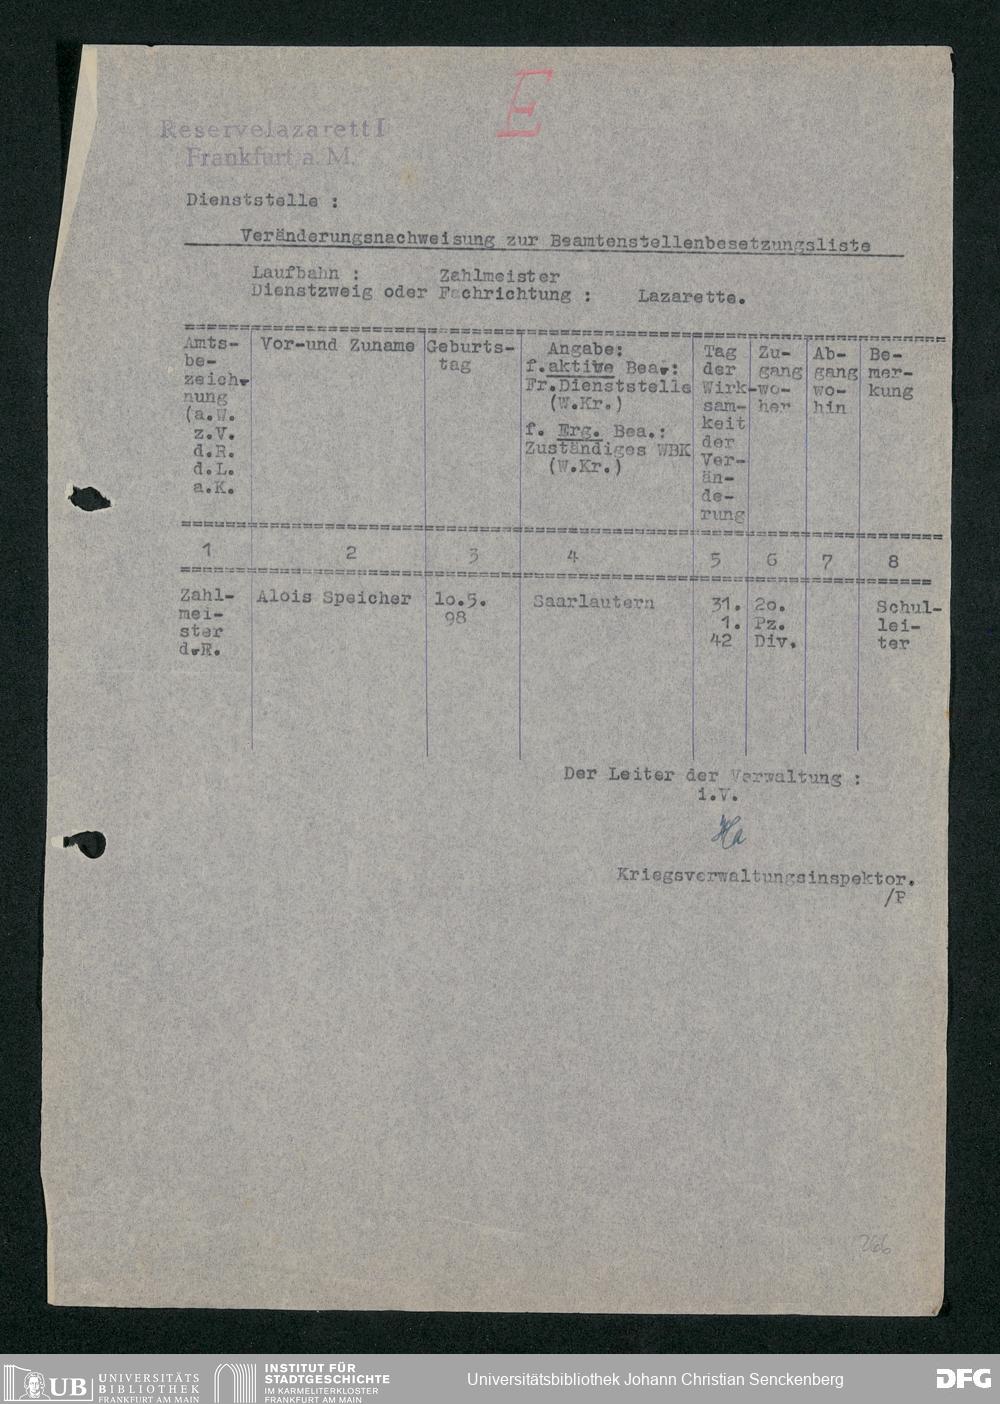 E
Reservelazarett I
Frankfurt a. M.
Dienststelle :
Veränderungsnachweisung zur Beamtenstellenbesetzungsliste
Laufbahn : Zahlmeister
Dienstzweig oder Fachrichtung : Lazarette.
Amts-
be-
zeich-
nung
(a.W.
z.V.
d.R.
d.L.
a.K.
Vor-und Zuname
Geburts-
tag
Angabe:
f.aktive Bea.:
Fr.Dienststelle
(W.Kr.)
f. Erg. Bea.:
Zuständiges WBK
(W.Kr.)
Tag
der
Wirk-
sam-
keit
der
Ver-
än-
de-
rung
Zu-
gang
wo-
her
Ab-
gang
wo-
hin
Be-
mer-
kung
1 2 3 4 5 6 7 8
Zahl-
mei-
ster
d.R.
Alois Speicher
lo.5.
98
Saarlautern
31.
1.
42
2o.
Pz.
Div.
Schul-
lei-
ter
Der Leiter der Verwaltung :
i.V.
Ha
Kriegsverwaltungsinspektor.
/P
266
UB UNIVERSITÄTS
BIBLIOTHEK
FRANKFURT AM MAIN
INSTITUT FÜR
STADTGESCHICHTE
IM KARMELITERKLOSTER
FRANKFURT AM MAIN
Universitätsbibliothek Johann Christian Senckenberg
DFG